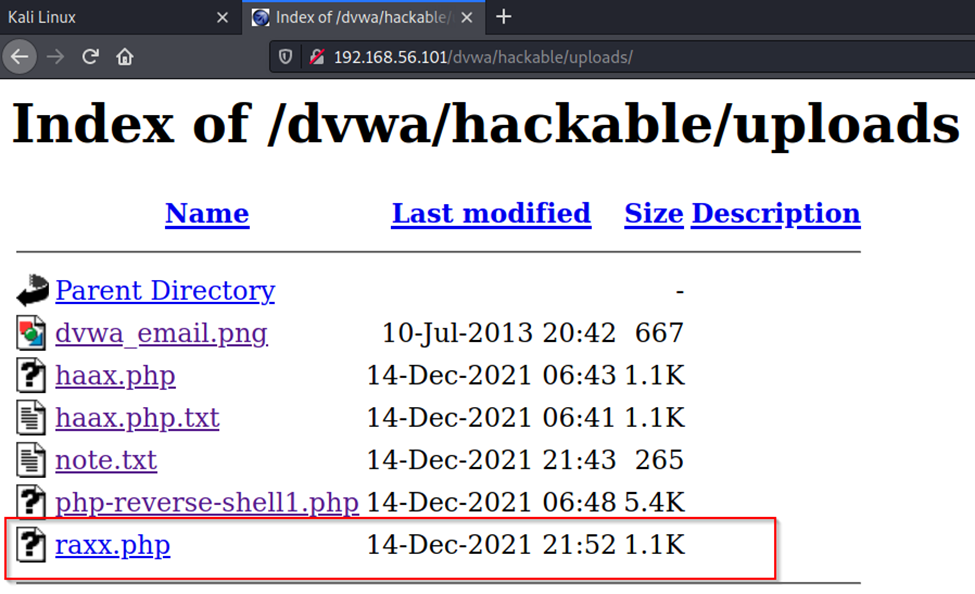 Kali Linux
Index of /dvwa/hackable/
192.168.56.101/dvwa/hackable/uploads/
Index of /dvwa/hackable/uploads
Name Last modified Size Description
Parent Directory -
dvwa_email.png 10-Jul-2013 20:42 667
haax.php 14-Dec-2021 06:43 1.1K
haax.php.txt 14-Dec-2021 06:41 1.1K
note.txt 14-Dec-2021 21:43 265
php-reverse-shell1.php 14-Dec-2021 06:48 5.4K
raxx.php 14-Dec-2021 21:52 1.1K